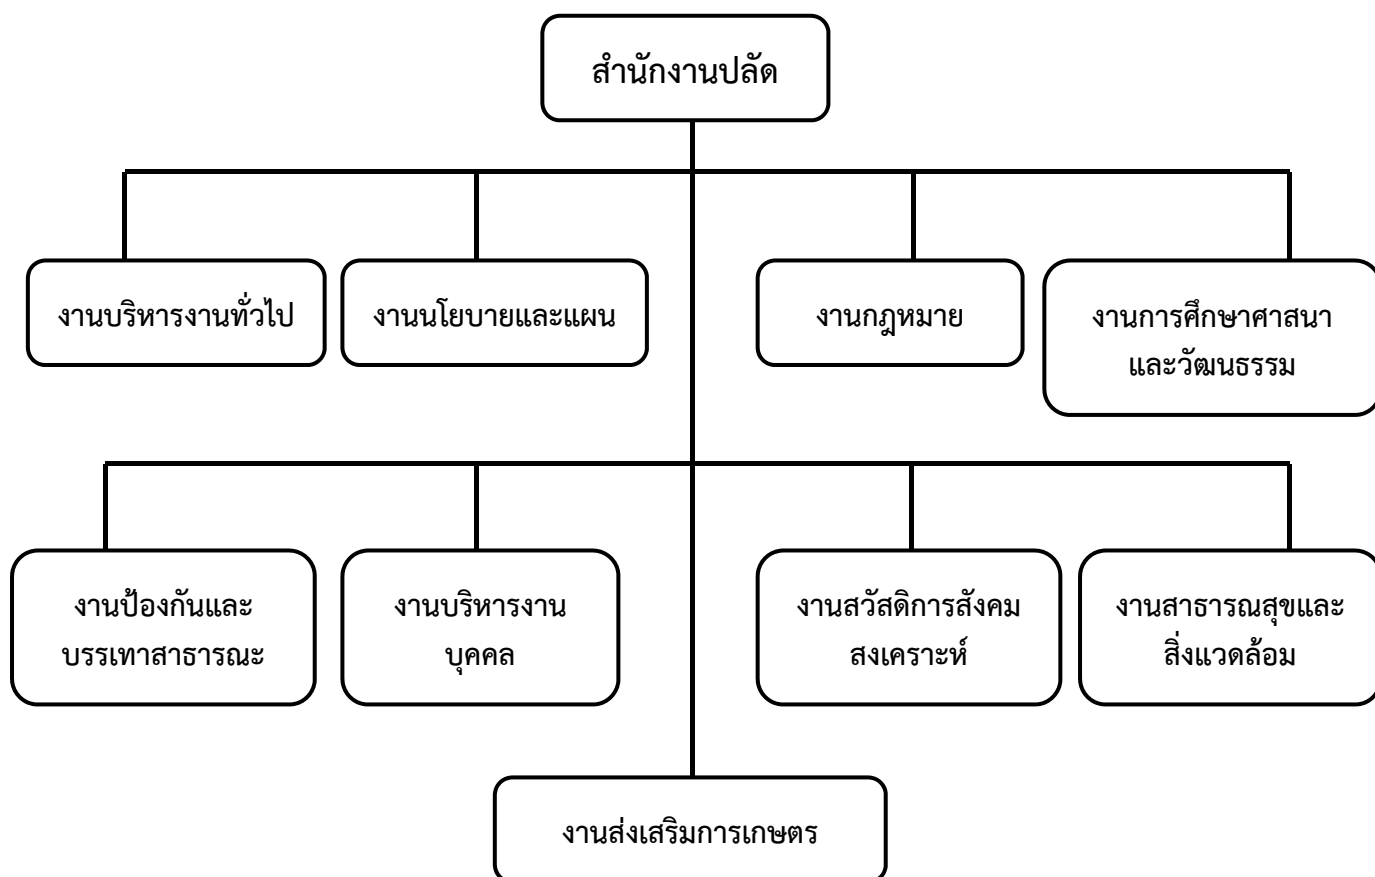 สำนักงานปลัด
งานบริหารงานทั่วไป
งานนโยบายและแผน
งานกฎหมาย
งานการศึกษาศาสนา
และวัฒนธรรม
งานป้องกันและ
บรรเทาสาธารณะ
งานบริหารงาน
บุคคล
งานสวัสดิการสังคม
สงเคราะห์
งานสาธารณสุขและ
สิ่งแวดล้อม
งานส่งเสริมการเกษตร